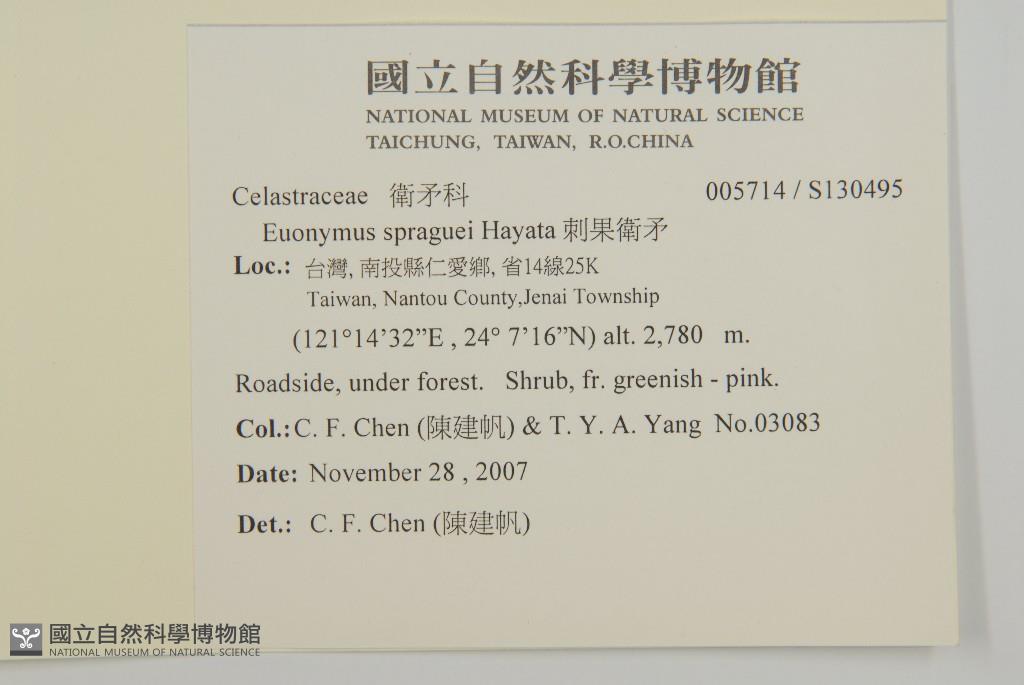 國立自然科學博物館
NATIONAL MUSEUM OF NATURAL SCIENCE
TAICHUNG, TAIWAN, R.O.CHINA
Celastraceae 衛矛科 005714 / S130495
Euonymus spraguei Hayata 刺果衛矛
Loc.: 台灣, 南投縣仁愛鄉, 省14線25K
Taiwan, Nantou County,Jenai Township
(121°14’32”E , 24° 7’16”N) alt. 2,780 m.
Roadside, under forest. Shrub, fr. greenish - pink.
Col.: C. F. Chen (陳建帆) & T. Y. A. Yang No.03083
Date: November 28 , 2007
Det.: C. F. Chen (陳建帆)
國立自然科學博物館
NATIONAL MUSEUM OF NATURAL SCIENCE